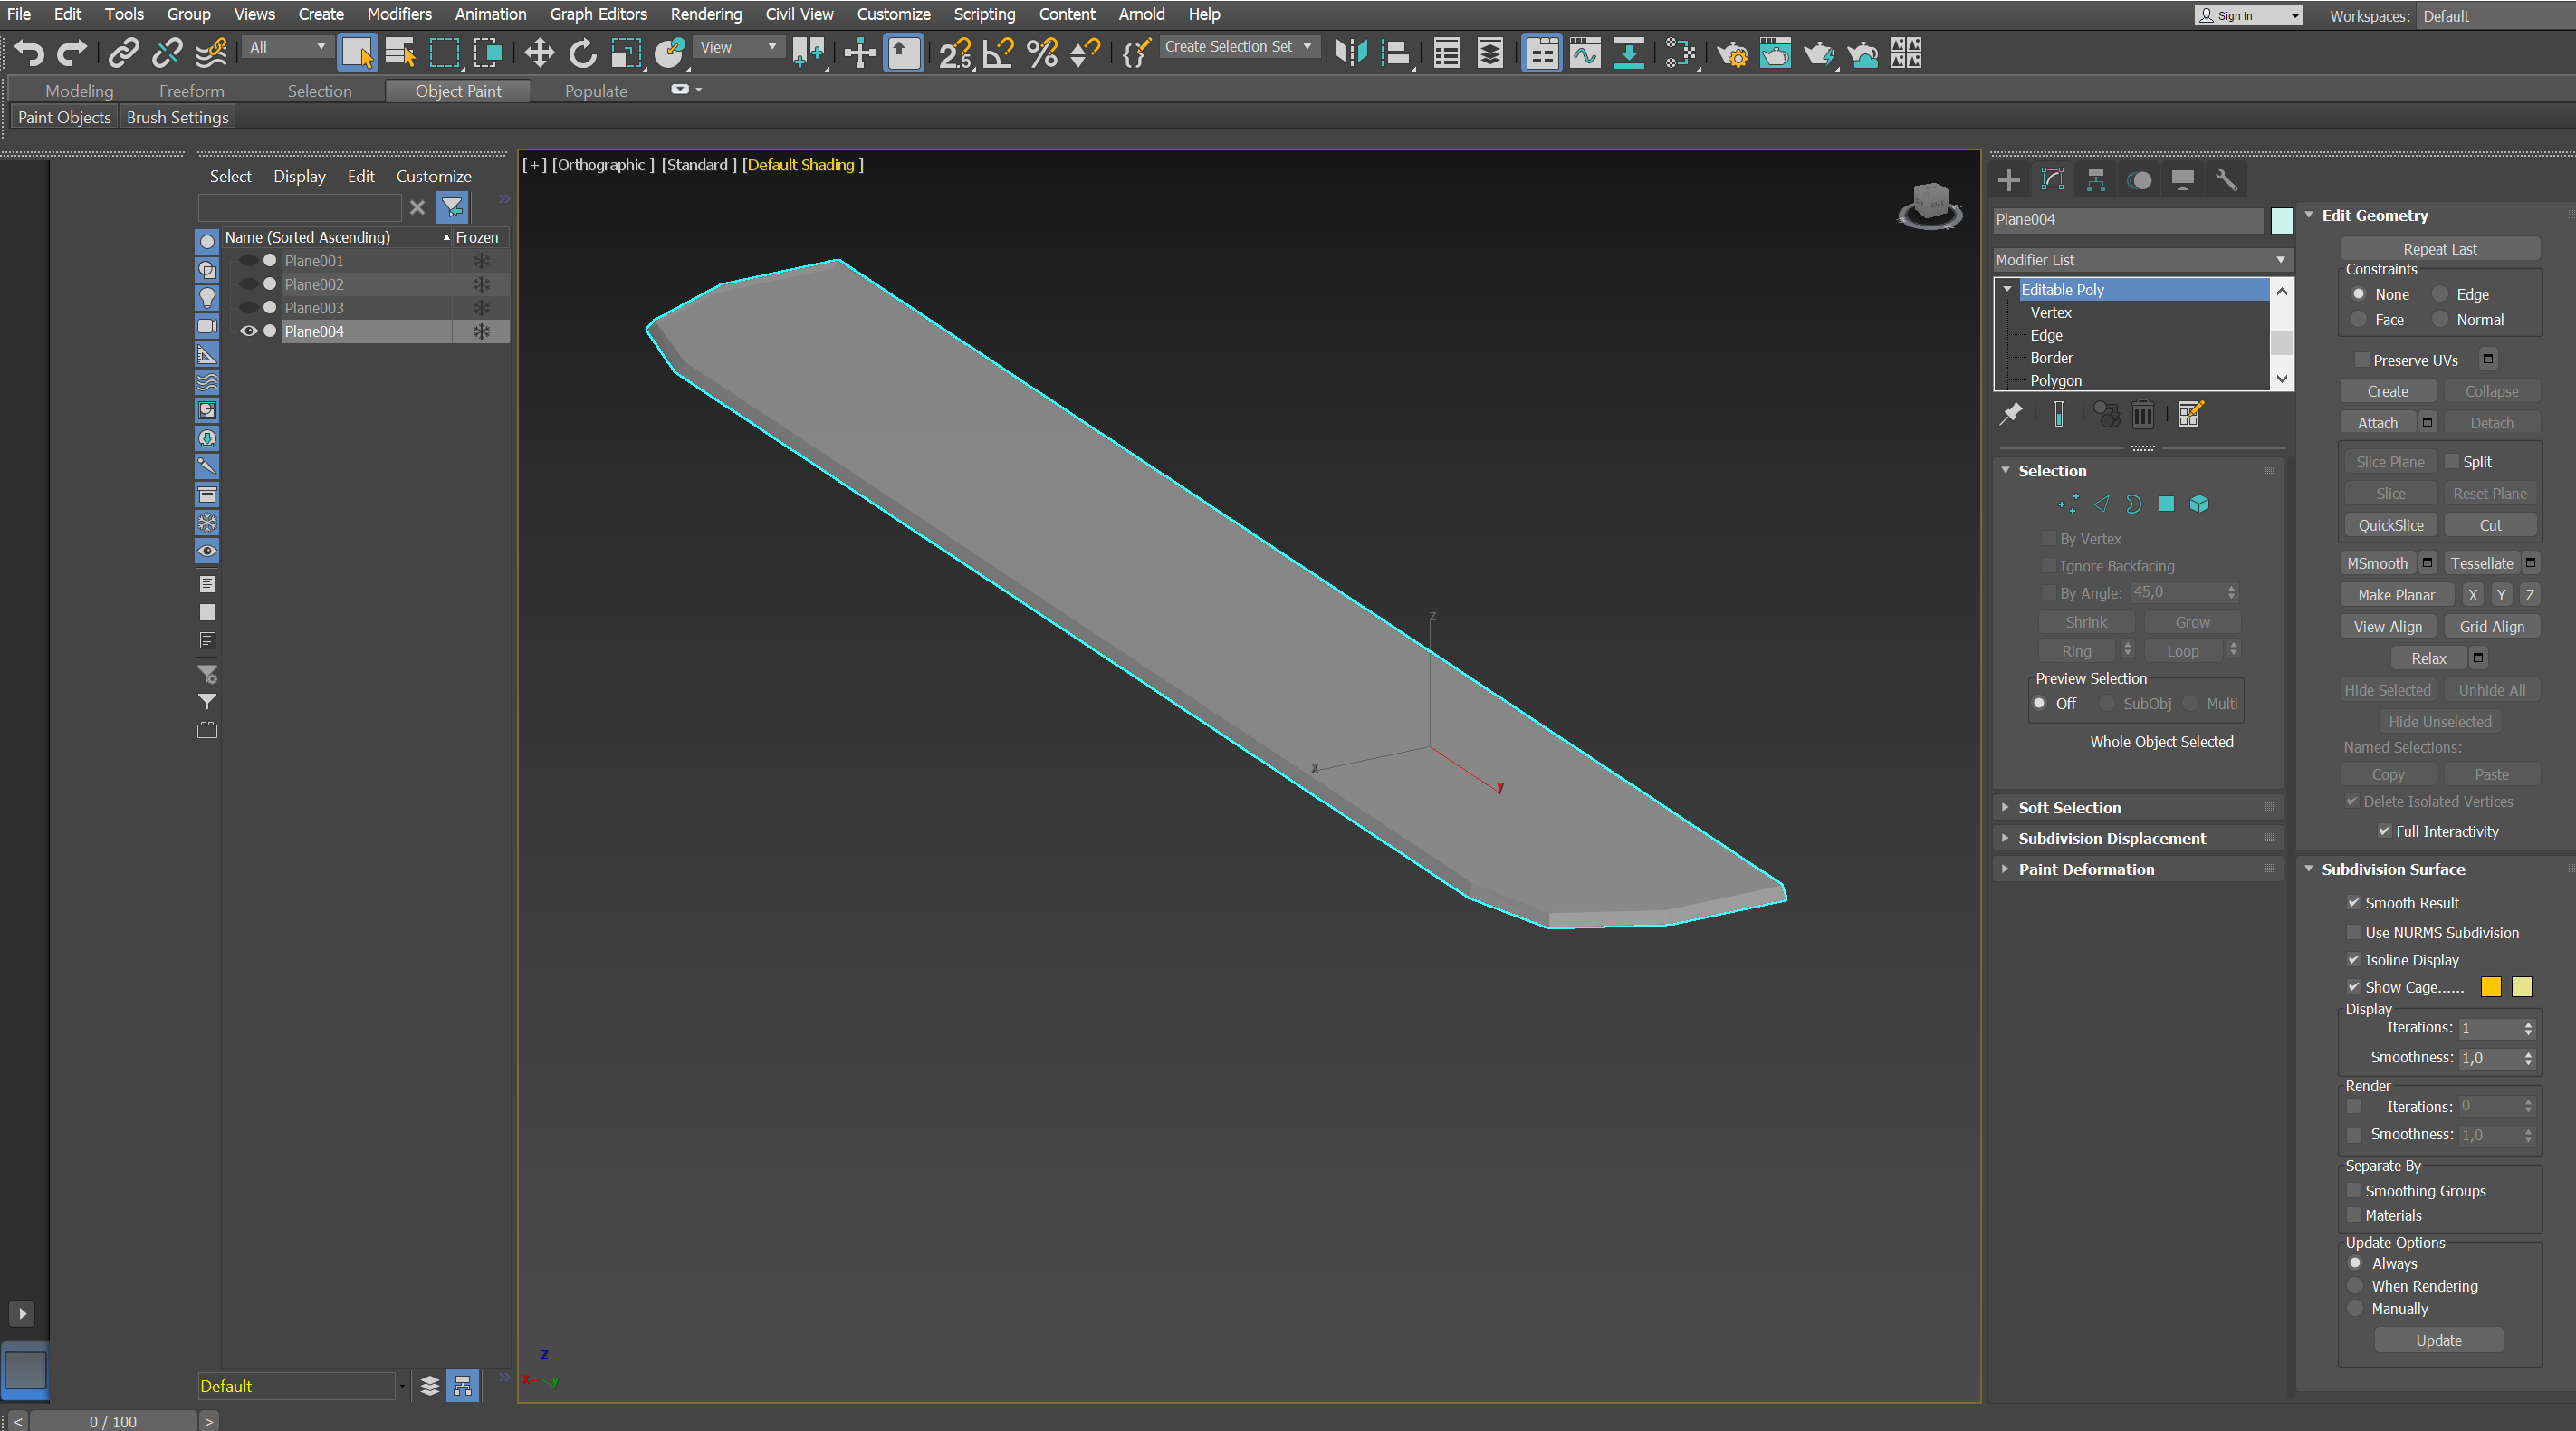 File Edit Tools Group Views Create Modifiers Animation Graph Editors Rendering Civil View Customize Scripting Content Arnold Help
Sign In
Workspaces: Default
All
View
2.5
Create Selection Set
Modeling Freeform Selection Object Paint Populate
Paint Objects Brush Settings
Select Display Edit Customize
Name (Sorted Ascending) Frozen
Plane001
Plane002
Plane003
Plane004
Default
0 / 100
[ + ] [Orthographic ] [Standard ] [Default Shading ]
BACK
z
x
y
z
x
y
Plane004
Modifier List
Editable Poly
Vertex
Edge
Border
Polygon
Selection
By Vertex
Ignore Backfacing
By Angle: 45,0
Shrink Grow
Ring Loop
Preview Selection
Off SubObj Multi
Whole Object Selected
Soft Selection
Subdivision Displacement
Paint Deformation
Edit Geometry
Repeat Last
Constraints
None Edge
Face Normal
Preserve UVs
Create Collapse
Attach Detach
Slice Plane Split
Slice Reset Plane
QuickSlice Cut
MSmooth Tessellate
Make Planar X Y Z
View Align Grid Align
Relax
Hide Selected Unhide All
Hide Unselected
Named Selections:
Copy Paste
Delete Isolated Vertices
Full Interactivity
Subdivision Surface
Smooth Result
Use NURMS Subdivision
Isoline Display
Show Cage......
Display
Iterations: 1
Smoothness: 1,0
Render
Iterations: 0
Smoothness: 1,0
Separate By
Smoothing Groups
Materials
Update Options
Always
When Rendering
Manually
Update